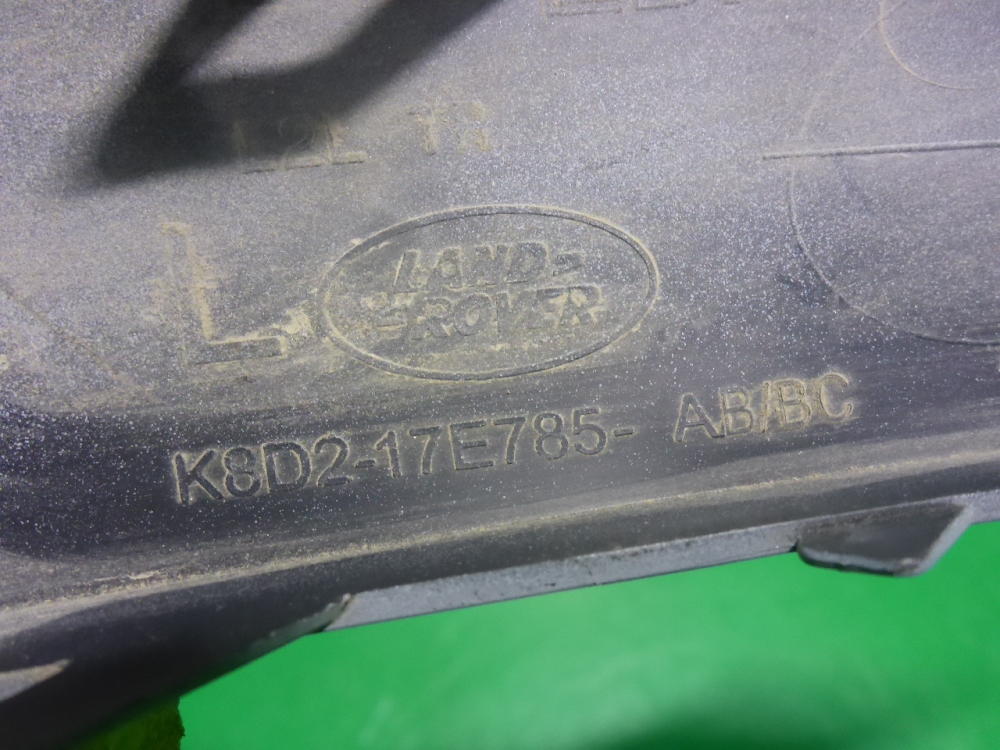 L
LAND-
-ROVER
K8D2-17E785- AB/BC